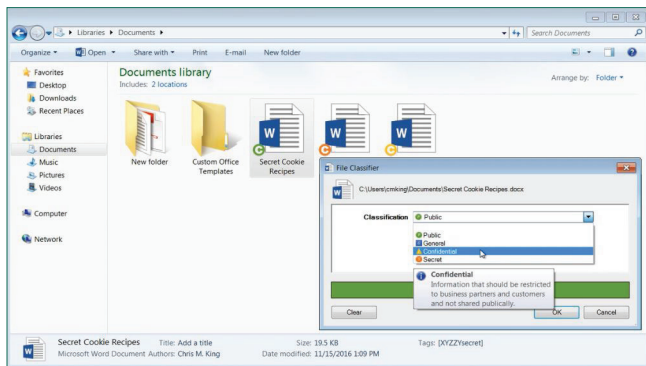 Libraries ▸ Documents ▸
Search Documents
Organize ▾ Open ▾ Share with ▾ Print E-mail New folder
Favorites
Desktop
Downloads
Recent Places
Libraries
Documents
Music
Pictures
Videos
Computer
Network
Documents library
Includes: 2 locations
Arrange by: Folder ▾
New folder
Custom Office
Templates
Secret Cookie
Recipes
File Classifier
C:\Users\cmking\Documents\Secret Cookie Recipes.docx
Classification Public
Public
General
Confidential
Secret
Confidential
Information that should be restricted
to business partners and customers
and not shared publically.
Clear OK Cancel
Secret Cookie Recipes Title: Add a title Size: 19.5 KB Tags: [XYZZYsecret]
Microsoft Word Document Authors: Chris M. King Date modified: 11/15/2016 1:09 PM